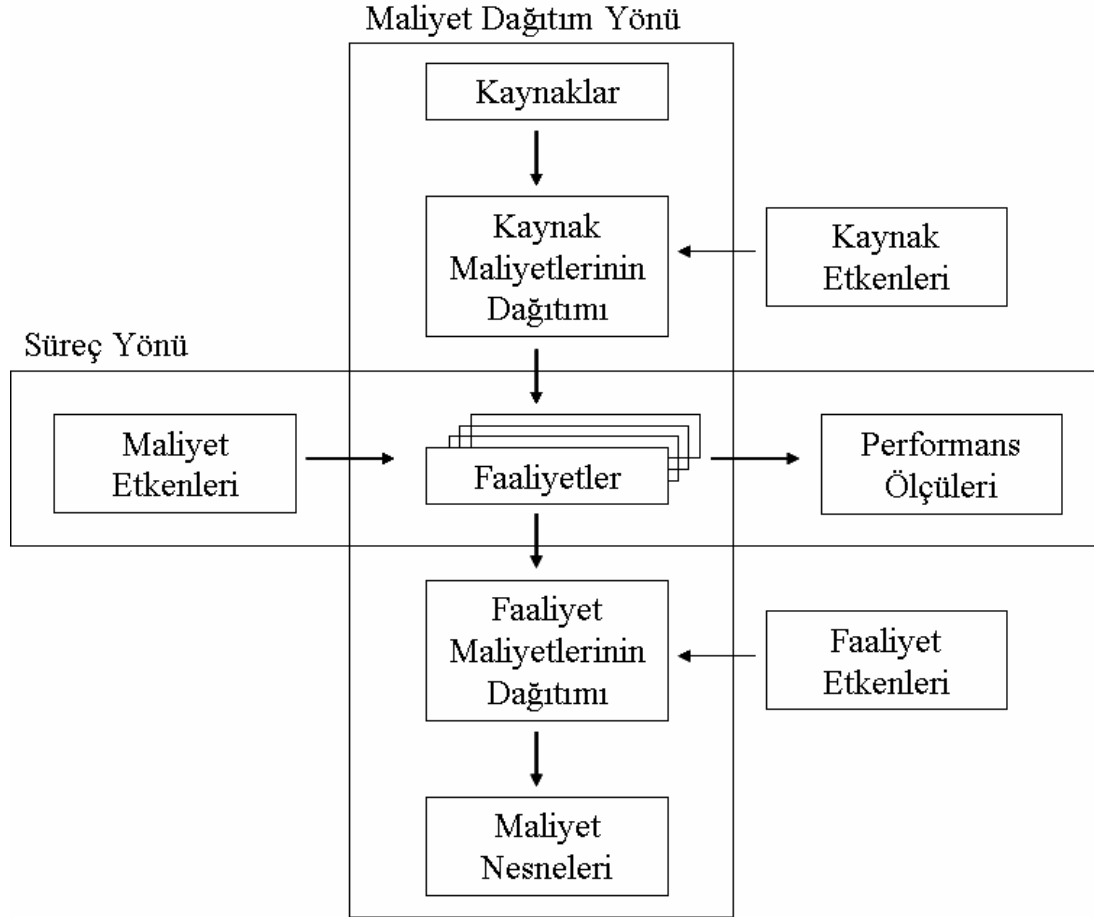 Maliyet Dağıtım Yönü
Kaynaklar
Kaynak
Maliyetlerinin
Dağıtımı
Kaynak
Etkenleri
Süreç Yönü
Maliyet
Etkenleri
Faaliyetler
Performans
Ölçüleri
Faaliyet
Maliyetlerinin
Dağıtımı
Faaliyet
Etkenleri
Maliyet
Nesneleri